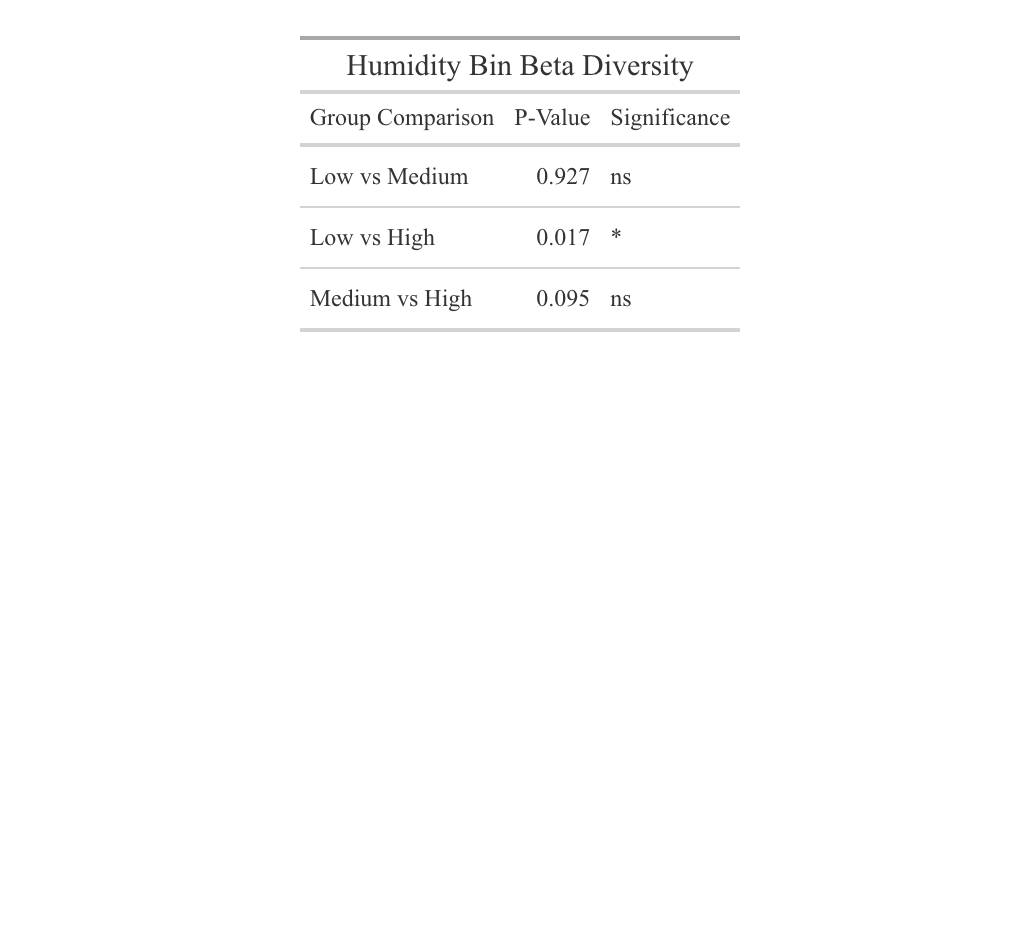 Humidity Bin Beta Diversity
Group Comparison P-Value Significance
Low vs Medium 0.927 ns
Low vs High 0.017 *
Medium vs High 0.095 ns